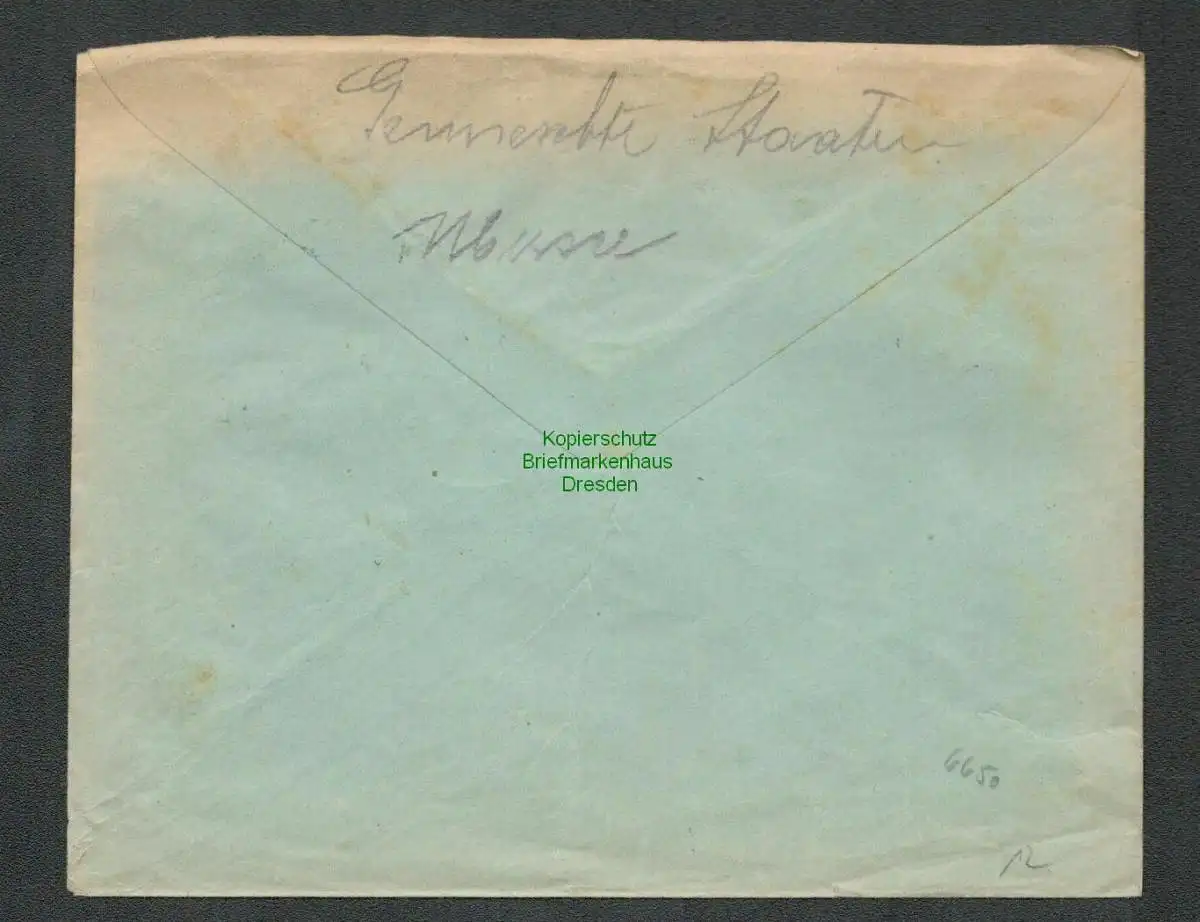 Gemischte Staaten
Kopierschutz
Briefmarkenhaus
Dresden
6650